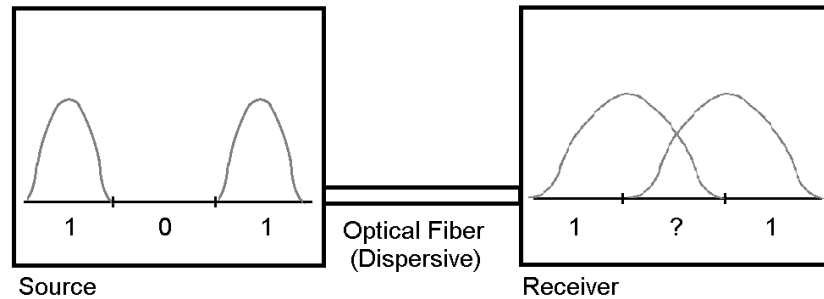 1 0 1
1 ? 1
Optical Fiber
(Dispersive)
Source
Receiver